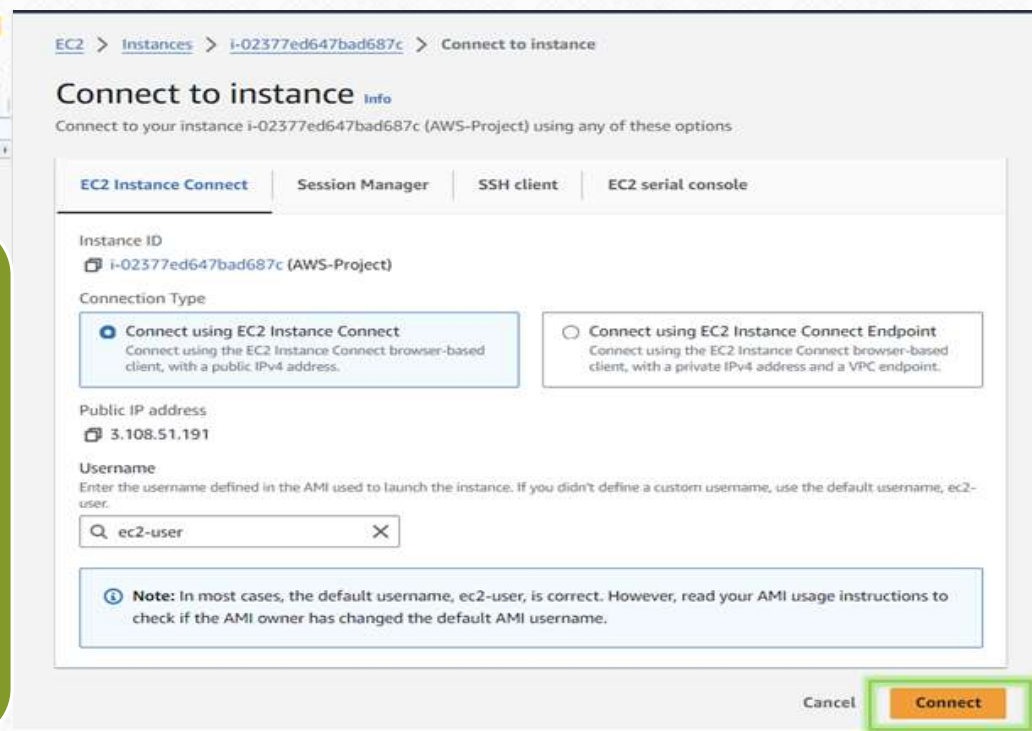 EC2 > Instances > i-02377ed647bad687c > Connect to instance
Connect to instance Info
Connect to your instance i-02377ed647bad687c (AWS-Project) using any of these options
EC2 Instance Connect Session Manager SSH client EC2 serial console
Instance ID
i-02377ed647bad687c (AWS-Project)
Connection Type
Connect using EC2 Instance Connect
Connect using the EC2 Instance Connect browser-based
client, with a public IPv4 address.
Connect using EC2 Instance Connect Endpoint
Connect using the EC2 Instance Connect browser-based
client, with a private IPv4 address and a VPC endpoint.
Public IP address
3.108.51.191
Username
Enter the username defined in the AMI used to launch the instance. If you didn't define a custom username, use the default username, ec2-
user.
ec2-user
Note: In most cases, the default username, ec2-user, is correct. However, read your AMI usage instructions to
check if the AMI owner has changed the default AMI username.
Cancel Connect